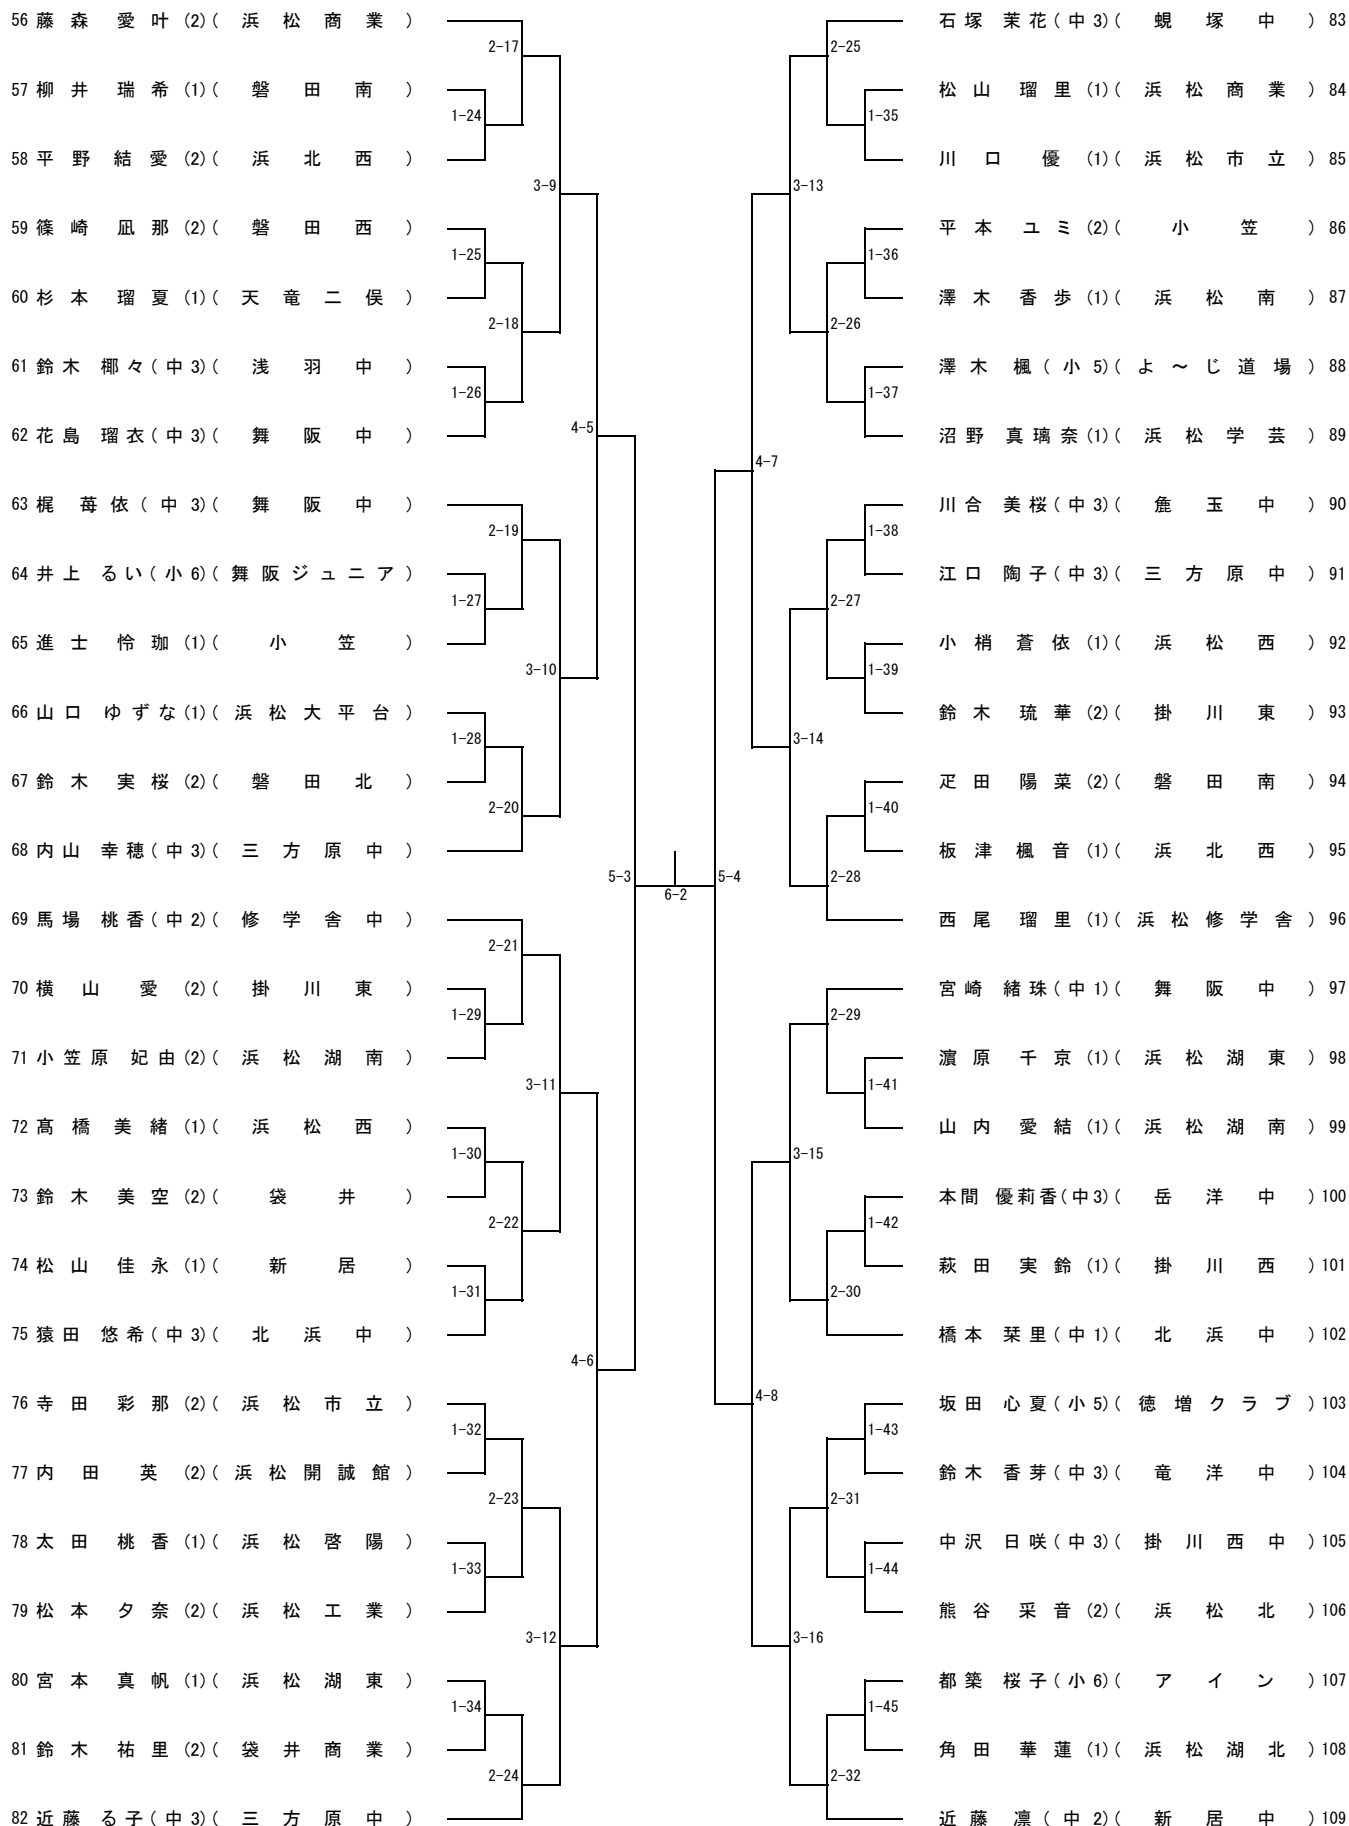 56 藤森 愛叶 (2)( 浜松商業 )
2-17
57 柳井 瑞希 (1)( 磐田南 )
1-24
58 平野 結愛 (2)( 浜北西 )
3-9
59 篠崎 凪那 (2)( 磐田西 )
1-25
60 杉本 瑠夏 (1)( 天竜二俣 )
2-18
61 鈴木 椰々 (中3)( 浅羽中 )
1-26
62 花島 瑠衣 (中3)( 舞阪中 )
4-5
63 梶 苺依 (中3)( 舞阪中 )
2-19
64 井上 るい (小6)( 舞阪ジュニア )
1-27
65 進士 怜珈 (1)( 小笠 )
3-10
66 山口 ゆずな (1)( 浜松大平台 )
1-28
67 鈴木 実桜 (2)( 磐田北 )
2-20
68 内山 幸穂 (中3)( 三方原中 )
5-3
69 馬場 桃香 (中2)( 修学舎中 )
2-21
70 横山 愛 (2)( 掛川東 )
1-29
71 小笠原 妃由 (2)( 浜松湖南 )
3-11
72 髙橋 美緒 (1)( 浜松西 )
1-30
73 鈴木 美空 (2)( 袋井 )
2-22
74 松山 佳永 (1)( 新居 )
1-31
75 猿田 悠希 (中3)( 北浜中 )
4-6
76 寺田 彩那 (2)( 浜松市立 )
1-32
77 内田 英 (2)( 浜松開誠館 )
2-23
78 太田 桃香 (1)( 浜松啓陽 )
1-33
79 松本 夕奈 (2)( 浜松工業 )
3-12
80 宮本 真帆 (1)( 浜松湖東 )
1-34
81 鈴木 祐里 (2)( 袋井商業 )
2-24
82 近藤 る子 (中3)( 三方原中 )
6-2
石塚 茉花 (中3)( 蜆塚中 ) 83
2-25
松山 瑠里 (1)( 浜松商業 ) 84
1-35
川口 優 (1)( 浜松市立 ) 85
3-13
平本 ユミ (2)( 小笠 ) 86
1-36
澤木 香歩 (1)( 浜松南 ) 87
2-26
澤木 楓 (小5)( よ～じ道場 ) 88
1-37
沼野 真璃奈 (1)( 浜松学芸 ) 89
4-7
川合 美桜 (中3)( 麁玉中 ) 90
1-38
江口 陶子 (中3)( 三方原中 ) 91
2-27
小梢 蒼依 (1)( 浜松西 ) 92
1-39
鈴木 琉華 (2)( 掛川東 ) 93
3-14
疋田 陽菜 (2)( 磐田南 ) 94
1-40
板津 楓音 (1)( 浜北西 ) 95
2-28
5-4
西尾 瑠里 (1)( 浜松修学舎 ) 96
宮崎 緒珠 (中1)( 舞阪中 ) 97
2-29
濵原 千京 (1)( 浜松湖東 ) 98
1-41
山内 愛結 (1)( 浜松湖南 ) 99
3-15
本間 優莉香 (中3)( 岳洋中 ) 100
1-42
萩田 実鈴 (1)( 掛川西 ) 101
2-30
橋本 栞里 (中1)( 北浜中 ) 102
4-8
坂田 心夏 (小5)( 徳増クラブ ) 103
1-43
鈴木 香芽 (中3)( 竜洋中 ) 104
2-31
中沢 日咲 (中3)( 掛川西中 ) 105
1-44
熊谷 采音 (2)( 浜松北 ) 106
3-16
都築 桜子 (小6)( アイン ) 107
1-45
角田 華蓮 (1)( 浜松湖北 ) 108
2-32
近藤 凛 (中2)( 新居中 ) 109